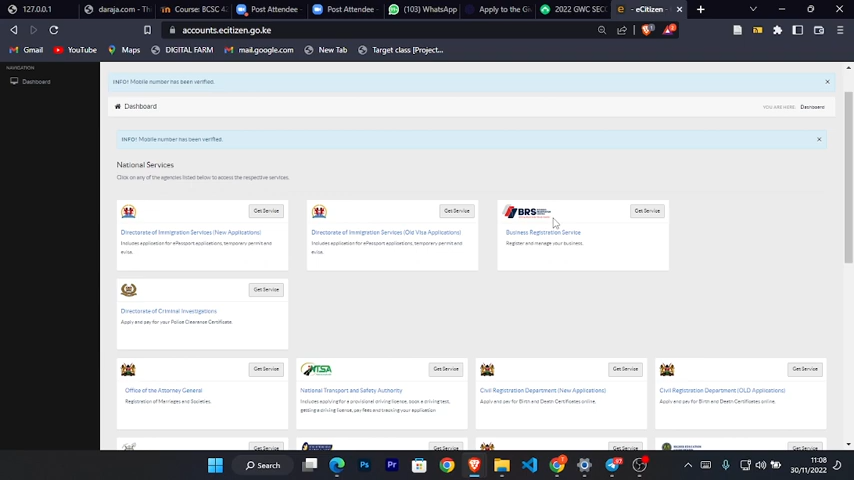 127.0.0.1
daraja.com - Th
Course: BCSC 4.
Post Attendee
Post Attendee
(103) WhatsApp
Apply to the Gi
2022 GWC SECO
- eCitizen
accounts.ecitizen.go.ke
Gmail
YouTube
Maps
DIGITAL FARM
mail.google.com
New Tab
Target class [Project...
NAVIGATION
Dashboard
INFO! Mobile number has been verified.
Dashboard
YOU ARE HERE: Dashboard
INFO! Mobile number has been verified.
National Services
Click on any of the agencies listed below to access the respective services.
Get Service
Directorate of Immigration Services (New Applications)
Includes application for ePassport applications, temporary permit and
evisa.
Get Service
Directorate of Immigration Services (Old Visa Applications)
Includes application for ePassport applications, temporary permit and
evisa.
BRS
Get Service
Business Registration Service
Register and manage your business.
Get Service
Directorate of Criminal Investigations
Apply and pay for your Police Clearance Certificate.
Get Service
Office of the Attorney General
Registration of Marriages and Societies.
NTSA
Get Service
National Transport and Safety Authority
Includes applying for a provisional driving license, book a driving test,
getting a driving license, pay fees and tracking your application
Get Service
Civil Registration Department (New Applications)
Apply and pay for Birth and Death Certificates online.
Get Service
Civil Registration Department (OLD Applications)
Apply and pay for Birth and Death Certificates online.
Get Service
Get Service
Get Service
Get Service
Search
11:08
30/11/2022